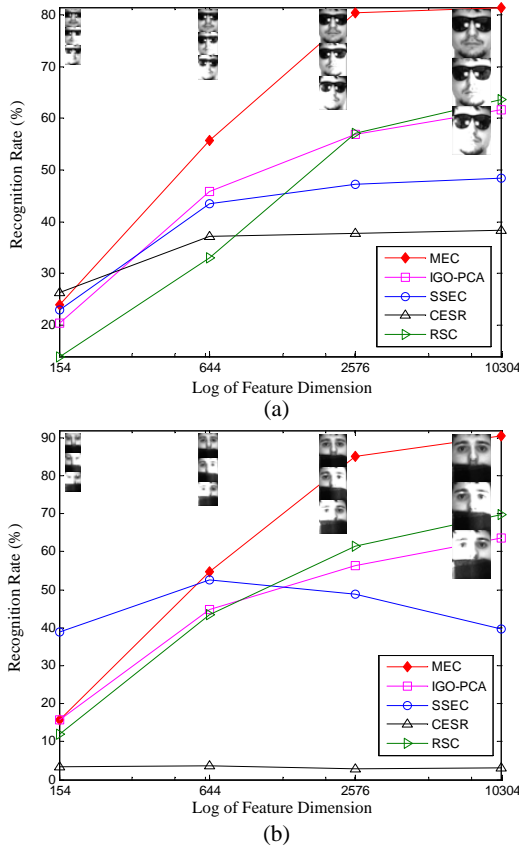 80
70
60
50
40
30
20
Recognition Rate (%)
MEC
IGO-PCA
SSEC
CESR
RSC
154 644 2576 10304
Log of Feature Dimension
(a)
90
80
70
60
50
40
30
20
10
0
Recognition Rate (%)
MEC
IGO-PCA
SSEC
CESR
RSC
154 644 2576 10304
Log of Feature Dimension
(b)